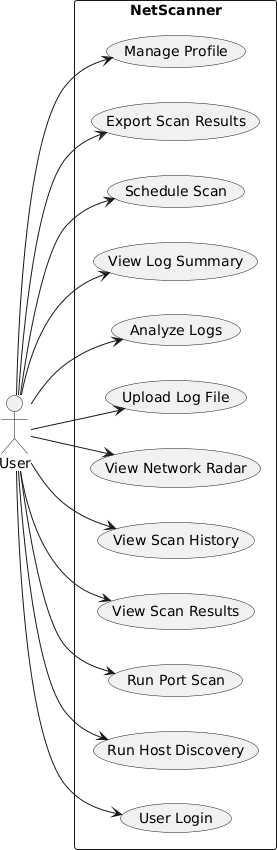 NetScanner
Manage Profile
Export Scan Results
Schedule Scan
View Log Summary
Analyze Logs
Upload Log File
User
View Network Radar
View Scan History
View Scan Results
Run Port Scan
Run Host Discovery
User Login